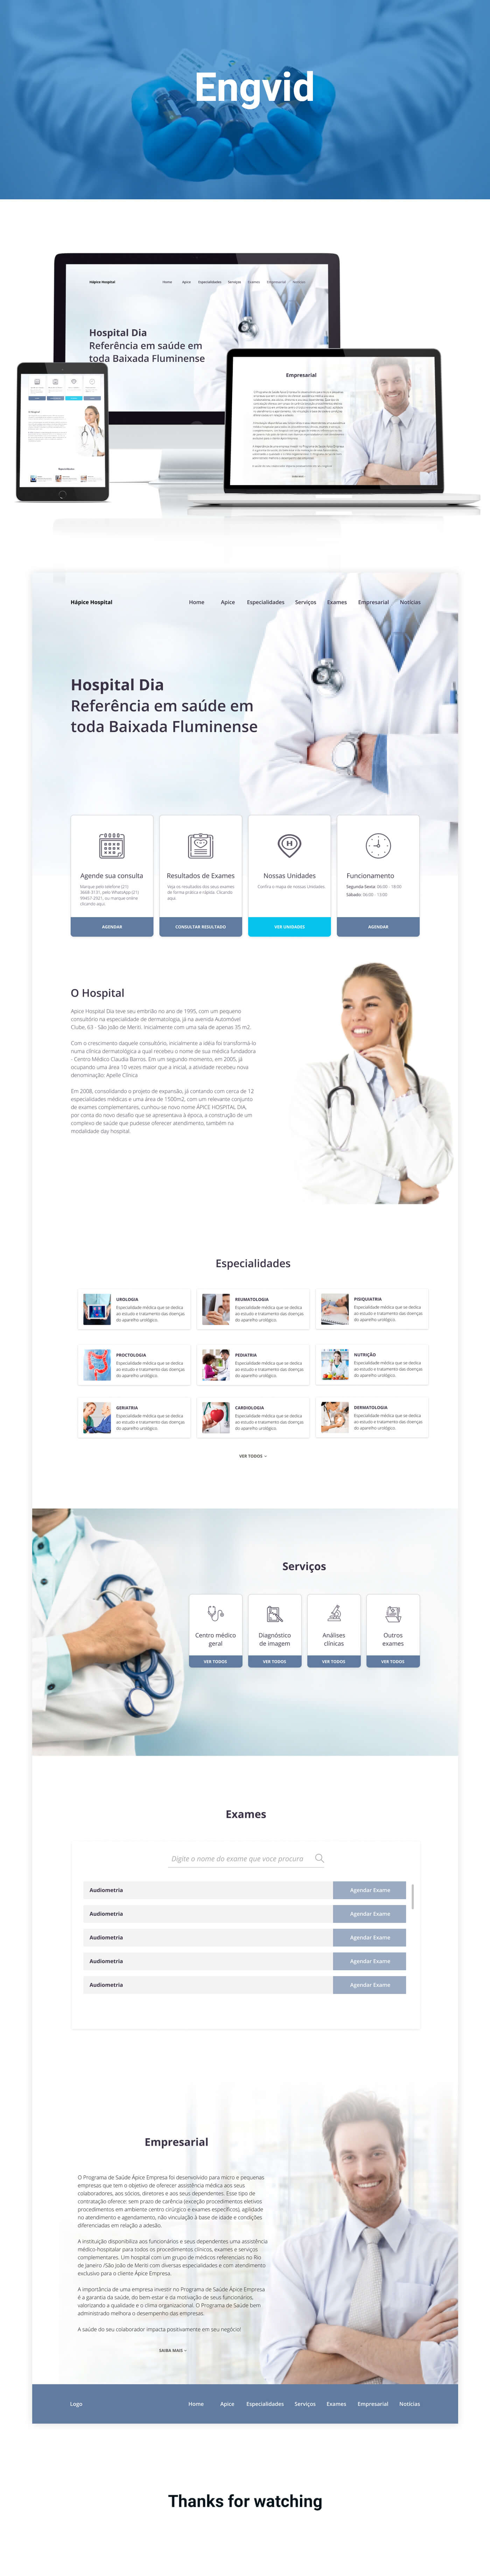 Engvid
Hápice Hospital
Home Apice Especialidades Serviços Exames Empresarial Notícias
Hospital Dia
Referência em saúde em
toda Baixada Fluminense
Empresarial
Hápice Hospital
Home Apice Especialidades Serviços Exames Empresarial Notícias
Hospital Dia
Referência em saúde em
toda Baixada Fluminense
Agende sua consulta
Marque pelo telefone (21)
3668-3131, pelo WhatsApp (21)
99457-2021, ou marque online
clicando aqui.
AGENDAR
Resultados de Exames
Veja os resultados dos seus exames
de forma prática e rápida. Clicando
aqui.
CONSULTAR RESULTADO
Nossas Unidades
Confira o mapa de nossas Unidades.
VER UNIDADES
Funcionamento
Segunda-Sexta: 06:00 - 18:00
Sábado: 06:00 - 13:00
AGENDAR
O Hospital
Apice Hospital Dia teve seu embrião no ano de 1995, com um pequeno
consultório na especialidade de dermatologia, já na avenida Automóvel
Clube, 63 - São João de Meriti. Inicialmente com uma sala de apenas 35 m2.
Com o crescimento daquele consultório, inicialmente a idéia foi transformá-lo
numa clínica dermatológica a qual recebeu o nome de sua médica fundadora
- Centro Médico Claudia Barros. Em um segundo momento, em 2005, já
ocupando uma área 10 vezes maior que a inicial, a atividade recebeu nova
denominação: Apelle Clínica.
Em 2008, consolidando o projeto de expansão, já contando com cerca de 12
especialidades médicas e uma área de 1500m2, com um relevante conjunto
de exames complementares, cunhou-se novo nome ÁPICE HOSPITAL DIA,
por conta do novo desafio que se apresentava à época, a construção de um
complexo de saúde que pudesse oferecer atendimento, também na
modalidade day hospital.
Especialidades
UROLOGIA
Especialidade médica que se dedica
ao estudo e tratamento das doenças
do aparelho urológico.
REUMATOLOGIA
Especialidade médica que se dedica
ao estudo e tratamento das doenças
do aparelho urológico.
PISIQUIATRIA
Especialidade médica que se dedica
ao estudo e tratamento das doenças
do aparelho urológico.
PROCTOLOGIA
Especialidade médica que se dedica
ao estudo e tratamento das doenças
do aparelho urológico.
PEDIATRIA
Especialidade médica que se dedica
ao estudo e tratamento das doenças
do aparelho urológico.
NUTRIÇÃO
Especialidade médica que se dedica
ao estudo e tratamento das doenças
do aparelho urológico.
GERIATRIA
Especialidade médica que se dedica
ao estudo e tratamento das doenças
do aparelho urológico.
CARDIOLOGIA
Especialidade médica que se dedica
ao estudo e tratamento das doenças
do aparelho urológico.
DERMATOLOGIA
Especialidade médica que se dedica
ao estudo e tratamento das doenças
do aparelho urológico.
VER TODOS
Serviços
Centro médico
geral
VER TODOS
Diagnóstico
de imagem
VER TODOS
Análises
clínicas
VER TODOS
Outros
exames
VER TODOS
Exames
Digite o nome do exame que voce procura
Audiometria Agendar Exame
Audiometria Agendar Exame
Audiometria Agendar Exame
Audiometria Agendar Exame
Audiometria Agendar Exame
Empresarial
O Programa de Saúde Ápice Empresa foi desenvolvido para micro e pequenas
empresas que tem o objetivo de oferecer assistência médica aos seus
colaboradores, aos sócios, diretores e aos seus dependentes. Esse tipo de
contratação oferece: sem prazo de carência (exceção procedimentos eletivos
procedimentos em ambiente centro cirúrgico e exames específicos), agilidade
no atendimento e agendamento, não vinculação à base de idade e condições
diferenciadas em relação a adesão.
A instituição disponibiliza aos funcionários e seus dependentes uma assistência
médico-hospitalar para todos os procedimentos clínicos, exames e serviços
complementares. Um hospital com um grupo de médicos referenciais no Rio
de Janeiro /São João de Meriti com diversas especialidades e com atendimento
exclusivo para o cliente Ápice Empresa.
A importância de uma empresa investir no Programa de Saúde Ápice Empresa
é a garantia da saúde, do bem-estar e da motivação de seus funcionários,
valorizando a qualidade e o clima organizacional. O Programa de Saúde bem
administrado melhora o desempenho das empresas.
A saúde do seu colaborador impacta positivamente em seu negócio!
SAIBA MAIS
Logo
Home Apice Especialidades Serviços Exames Empresarial Notícias
Thanks for watching